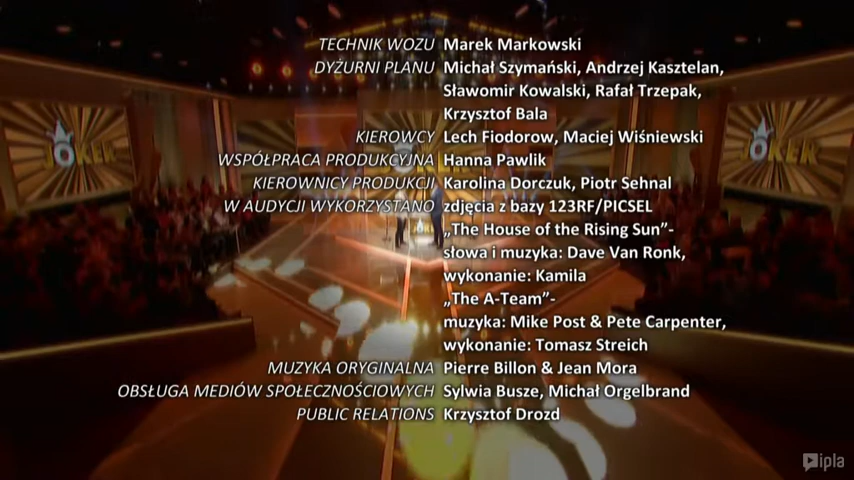 TECHNIK WOZU Marek Markowski
DYŻURNI PLANU Michał Szymański, Andrzej Kasztelan,
Sławomir Kowalski, Rafał Trzepak,
Krzysztof Bala
KIEROWCY Lech Fiodorow, Maciej Wiśniewski
WSPÓŁPRACA PRODUKCYJNA Hanna Pawlik
KIEROWNICY PRODUKCJI Karolina Dorczuk, Piotr Sehnal
W AUDYCJI WYKORZYSTANO zdjęcia z bazy 123RF/PICSEL
„The House of the Rising Sun”-
słowa i muzyka: Dave Van Ronk,
wykonanie: Kamila
„The A-Team”-
muzyka: Mike Post & Pete Carpenter,
wykonanie: Tomasz Streich
MUZYKA ORYGINALNA Pierre Billon & Jean Mora
OBSŁUGA MEDIÓW SPOŁECZNOŚCIOWYCH Sylwia Busze, Michał Orgelbrand
PUBLIC RELATIONS Krzysztof Drozd
JOKER
JOKER
ipla